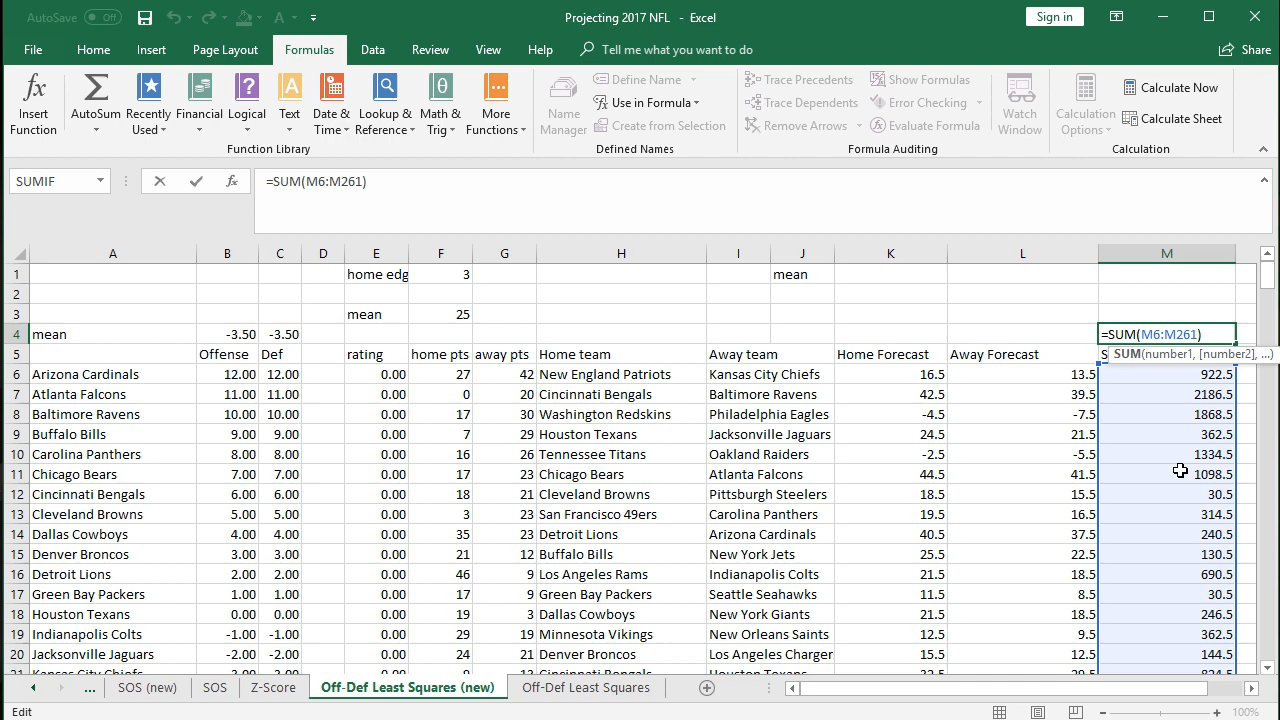 AutoSave Off Projecting 2017 NFL - Excel Sign in
File Home Insert Page Layout Formulas Data Review View Help Tell me what you want to do Share
Insert Function
AutoSum
Recently Used
Financial
Logical
Text
Date & Time
Lookup & Reference
Math & Trig
More Functions
Function Library
Name Manager
Define Name
Use in Formula
Create from Selection
Defined Names
Trace Precedents
Trace Dependents
Remove Arrows
Show Formulas
Error Checking
Evaluate Formula
Formula Auditing
Watch Window
Calculation Options
Calculate Now
Calculate Sheet
Calculation
SUMIF fx =SUM(M6:M261)
A B C D E F G H I J K L M
1 home edg 3 mean
2
3 mean 25
4 mean -3.50 -3.50 =SUM(M6:M261)
5 Offense Def rating home pts away pts Home team Away team Home Forecast Away Forecast S
SUM(number1, [number2], ...)
6 Arizona Cardinals 12.00 12.00 0.00 27 42 New England Patriots Kansas City Chiefs 16.5 13.5 922.5
7 Atlanta Falcons 11.00 11.00 0.00 0 20 Cincinnati Bengals Baltimore Ravens 42.5 39.5 2186.5
8 Baltimore Ravens 10.00 10.00 0.00 17 30 Washington Redskins Philadelphia Eagles -4.5 -7.5 1868.5
9 Buffalo Bills 9.00 9.00 0.00 7 29 Houston Texans Jacksonville Jaguars 24.5 21.5 362.5
10 Carolina Panthers 8.00 8.00 0.00 16 26 Tennessee Titans Oakland Raiders -2.5 -5.5 1334.5
11 Chicago Bears 7.00 7.00 0.00 17 23 Chicago Bears Atlanta Falcons 44.5 41.5 1098.5
12 Cincinnati Bengals 6.00 6.00 0.00 18 21 Cleveland Browns Pittsburgh Steelers 18.5 15.5 30.5
13 Cleveland Browns 5.00 5.00 0.00 3 23 San Francisco 49ers Carolina Panthers 19.5 16.5 314.5
14 Dallas Cowboys 4.00 4.00 0.00 35 23 Detroit Lions Arizona Cardinals 40.5 37.5 240.5
15 Denver Broncos 3.00 3.00 0.00 21 12 Buffalo Bills New York Jets 25.5 22.5 130.5
16 Detroit Lions 2.00 2.00 0.00 46 9 Los Angeles Rams Indianapolis Colts 21.5 18.5 690.5
17 Green Bay Packers 1.00 1.00 0.00 17 9 Green Bay Packers Seattle Seahawks 11.5 8.5 30.5
18 Houston Texans 0.00 0.00 0.00 19 3 Dallas Cowboys New York Giants 21.5 18.5 246.5
19 Indianapolis Colts -1.00 -1.00 0.00 29 19 Minnesota Vikings New Orleans Saints 12.5 9.5 362.5
20 Jacksonville Jaguars -2.00 -2.00 0.00 24 21 Denver Broncos Los Angeles Charger 15.5 12.5 144.5
... SOS (new) SOS Z-Score Off-Def Least Squares (new) Off-Def Least Squares
Edit 100%